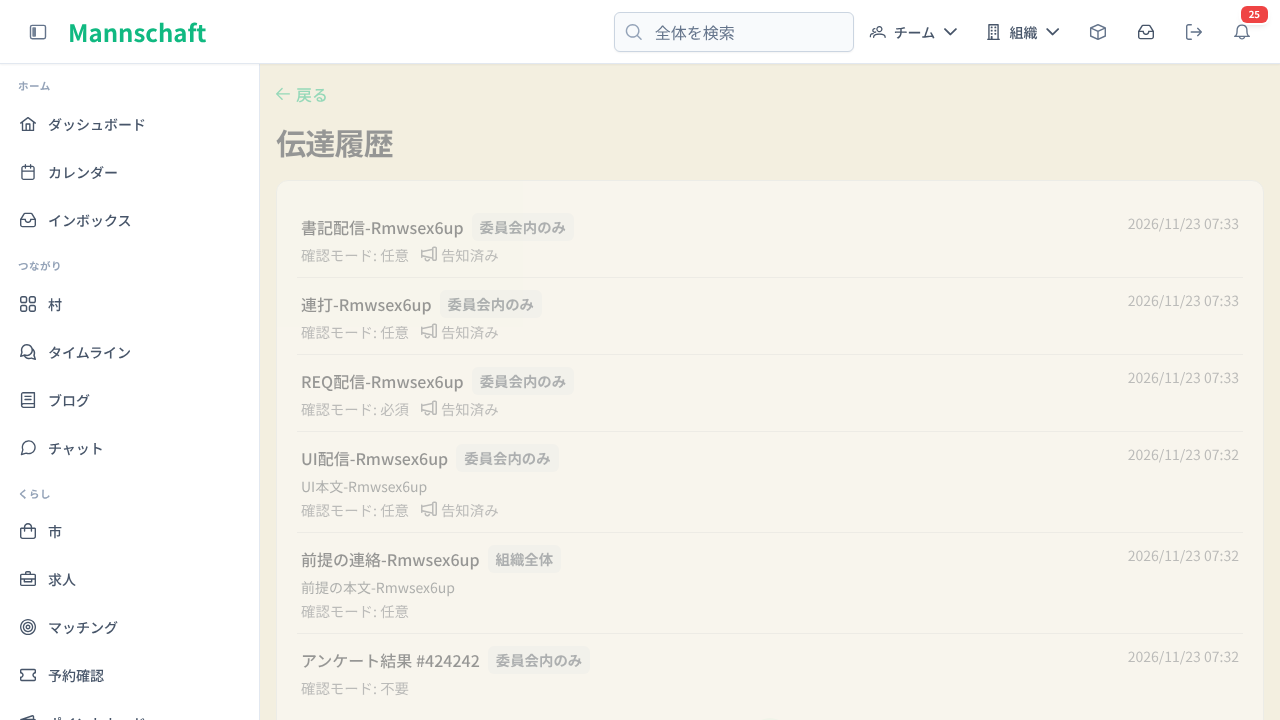 Mannschaft
全体を検索
チーム
組織
25
ホーム
ダッシュボード
カレンダー
インボックス
つながり
村
タイムライン
ブログ
チャット
くらし
市
求人
マッチング
予約確認
戻る
伝達履歴
書記配信-Rmwsex6up 委員会内のみ 2026/11/23 07:33
確認モード: 任意 告知済み
連打-Rmwsex6up 委員会内のみ 2026/11/23 07:33
確認モード: 任意 告知済み
REQ配信-Rmwsex6up 委員会内のみ 2026/11/23 07:33
確認モード: 必須 告知済み
UI配信-Rmwsex6up 委員会内のみ 2026/11/23 07:32
UI本文-Rmwsex6up
確認モード: 任意 告知済み
前提の連絡-Rmwsex6up 組織全体 2026/11/23 07:32
前提の本文-Rmwsex6up
確認モード: 任意
アンケート結果 #424242 委員会内のみ 2026/11/23 07:32
確認モード: 不要